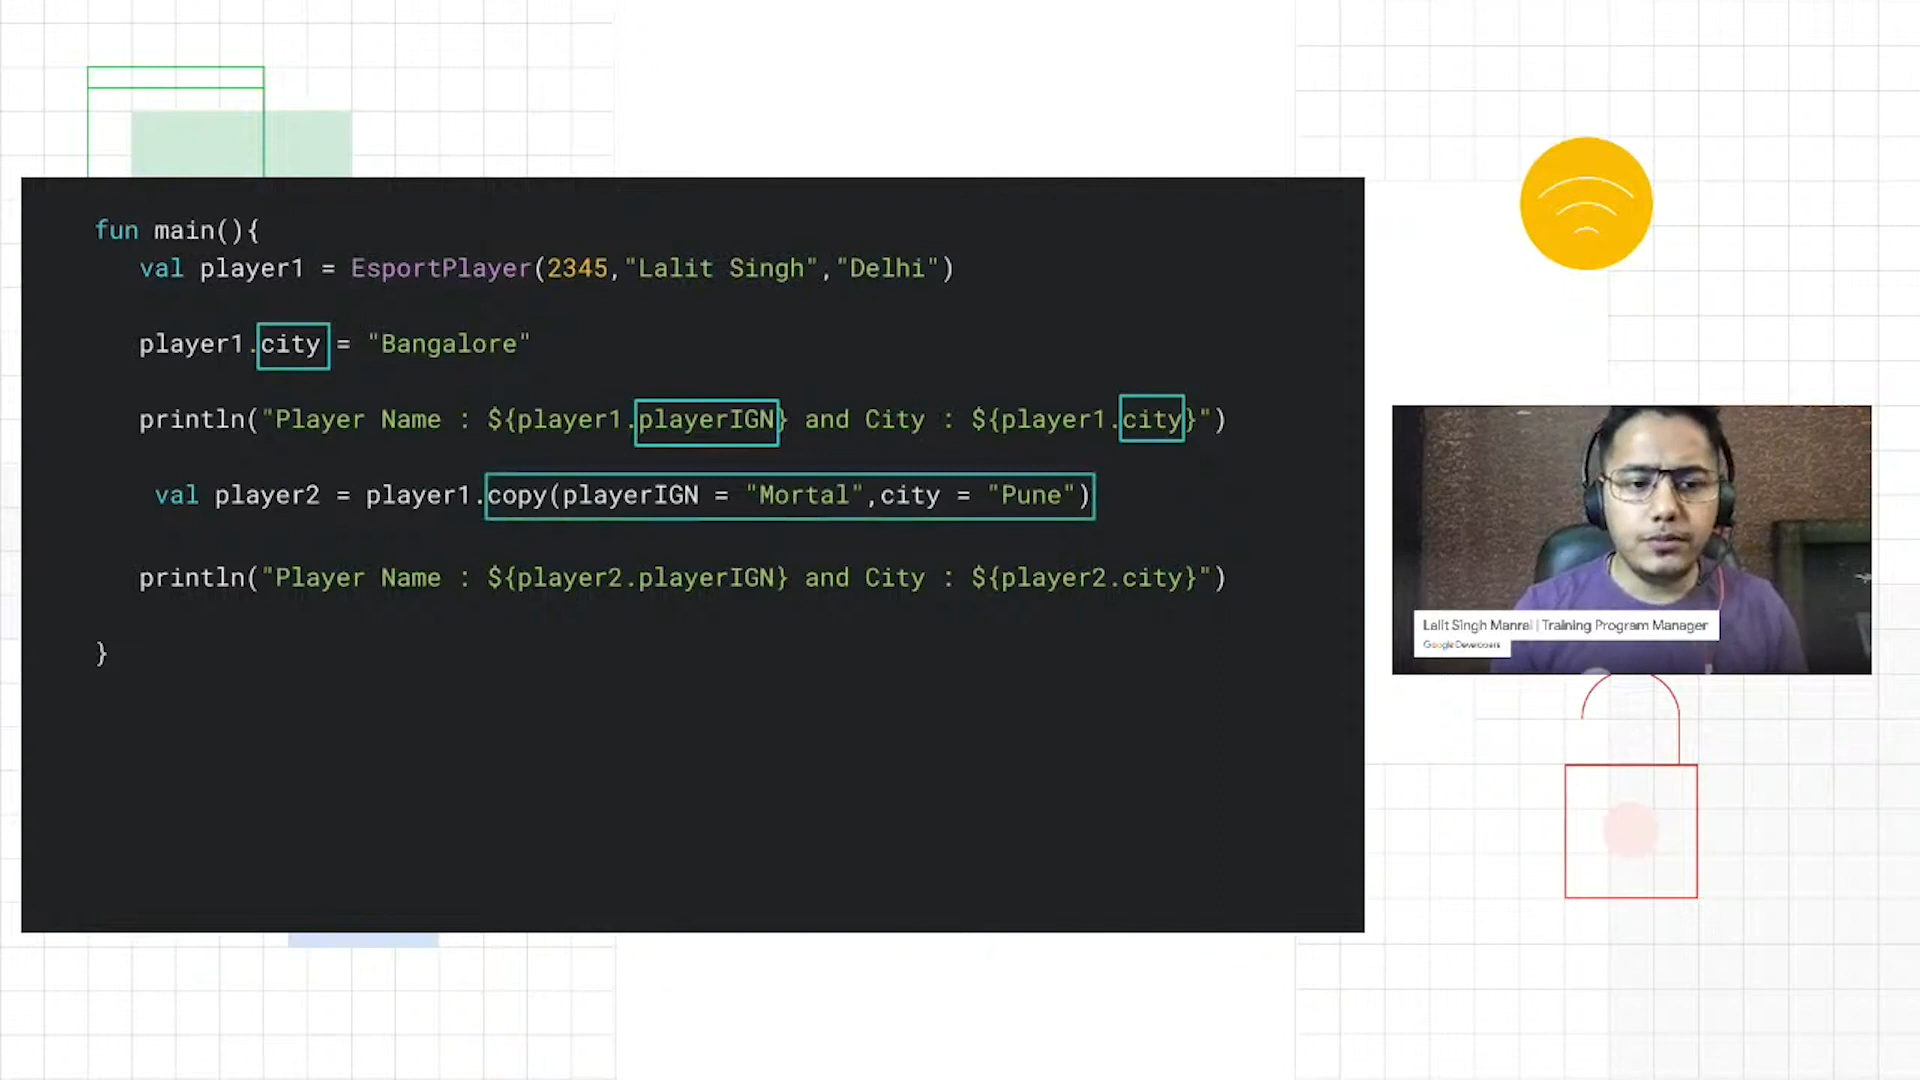 fun main(){
val player1 = EsportPlayer(2345,"Lalit Singh","Delhi")
player1.city = "Bangalore"
println("Player Name : ${player1.playerIGN} and City : ${player1.city}")
val player2 = player1.copy(playerIGN = "Mortal",city = "Pune")
println("Player Name : ${player2.playerIGN} and City : ${player2.city}")
}
Lalit Singh Manral | Training Program Manager
Google Developers